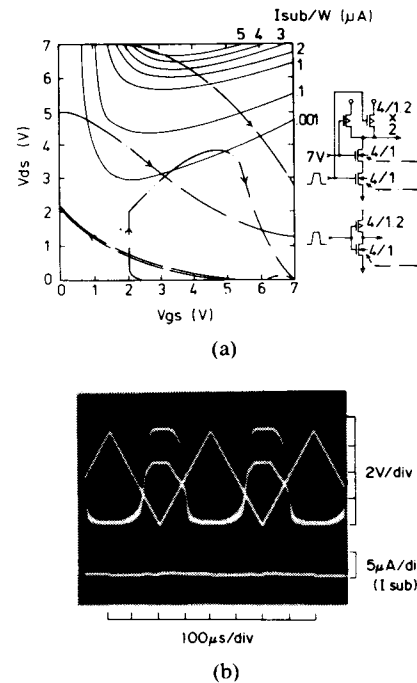 Isub/W (μA)
5 4 3
2
1
.1
.001
7
6
5
4
3
2
1
0
Vds (V)
0 1 2 3 4 5 6 7
Vgs (V)
4/1.2
x
2
4/1
7V
4/1
4/1.2
4/1
(a)
2V/div
5μA/di
(I sub)
100μs/div
(b)